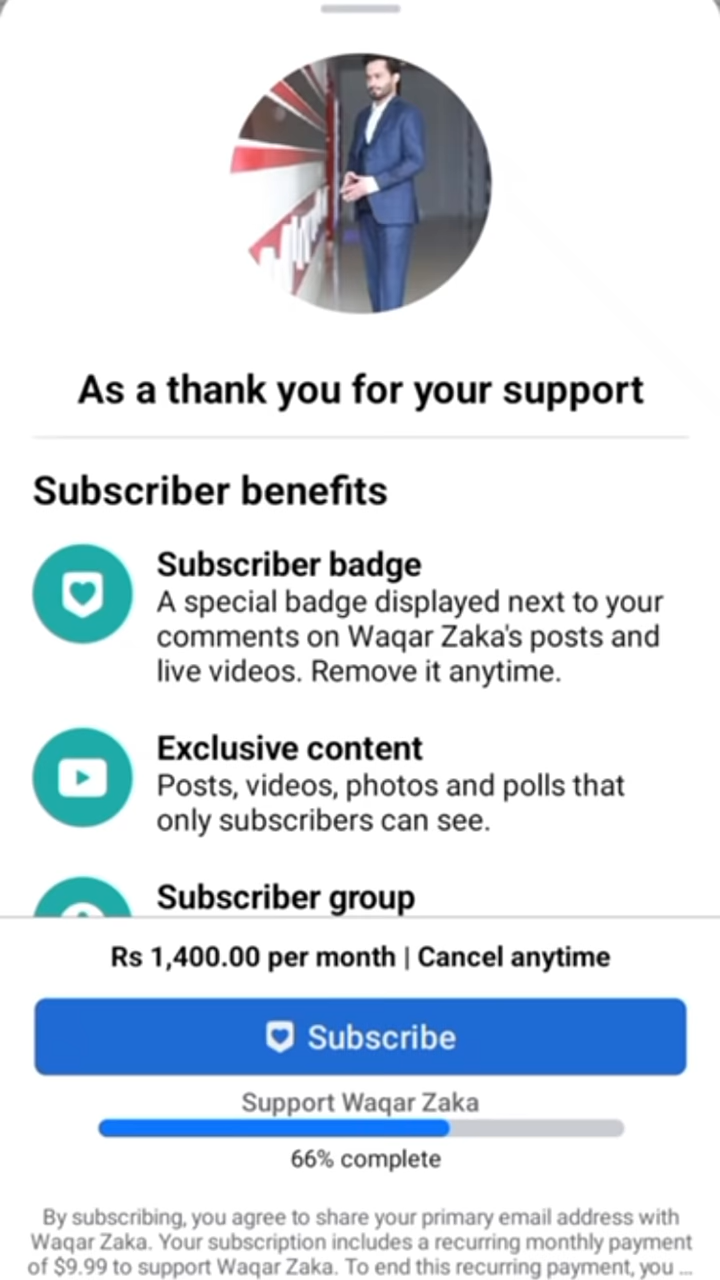 As a thank you for your support
Subscriber benefits
Subscriber badge
A special badge displayed next to your
comments on Waqar Zaka's posts and
live videos. Remove it anytime.
Exclusive content
Posts, videos, photos and polls that
only subscribers can see.
Subscriber group
Rs 1,400.00 per month | Cancel anytime
Subscribe
Support Waqar Zaka
66% complete
By subscribing, you agree to share your primary email address with
Waqar Zaka. Your subscription includes a recurring monthly payment
of $9.99 to support Waqar Zaka. To end this recurring payment, you ...